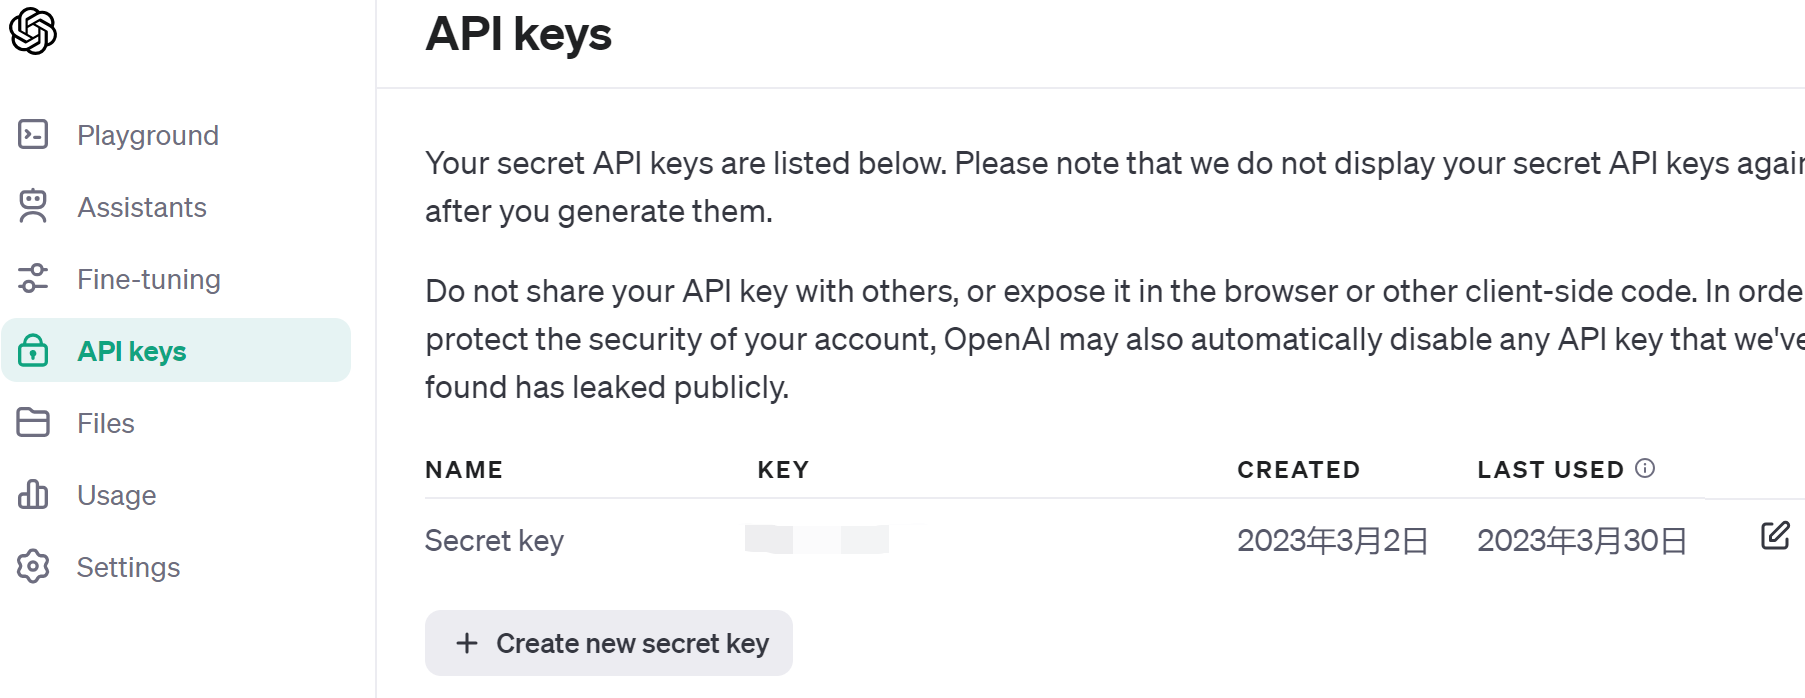 API keys
Playground
Assistants
Fine-tuning
API keys
Files
Usage
Settings
Your secret API keys are listed below. Please note that we do not display your secret API keys again
after you generate them.
Do not share your API key with others, or expose it in the browser or other client-side code. In orde
protect the security of your account, OpenAI may also automatically disable any API key that we've
found has leaked publicly.
NAME KEY CREATED LAST USED
Secret key 2023年3月2日 2023年3月30日
Create new secret key